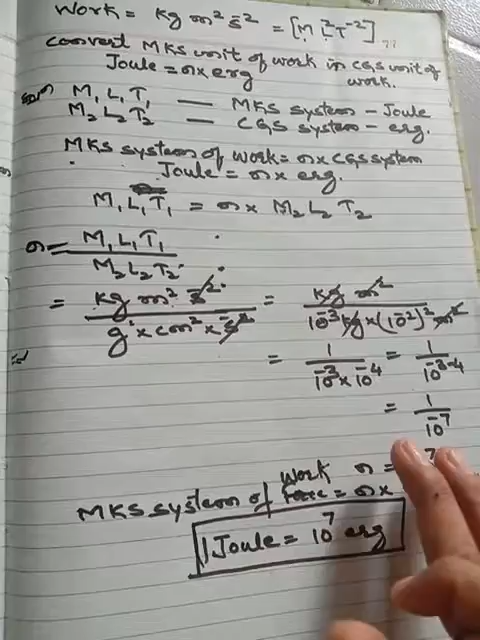 Work = kg m² s⁻² = [M L² T⁻²]
Convert MKS unit of work in CGS unit of work.
Joule = n x erg
Solⁿ M₁ L₁ T₁ — MKS system - Joule
M₂ L₂ T₂ — CGS system - erg.
MKS system of work = n x CGS system
Joule = n x erg.
M₁ L₁ T₁ = n x M₂ L₂ T₂
n = M₁ L₁ T₁ / M₂ L₂ T₂
= kg m² s⁻² / g x cm² x s⁻² = kg m² / 10⁻³ kg x (10⁻²)² m²
= 1 / 10⁻³ x 10⁻⁴ = 1 / 10⁻³⁻⁴
= 1 / 10⁻⁷
Work n = 7
MKS system of Force = n x
1 Joule = 10⁷ erg